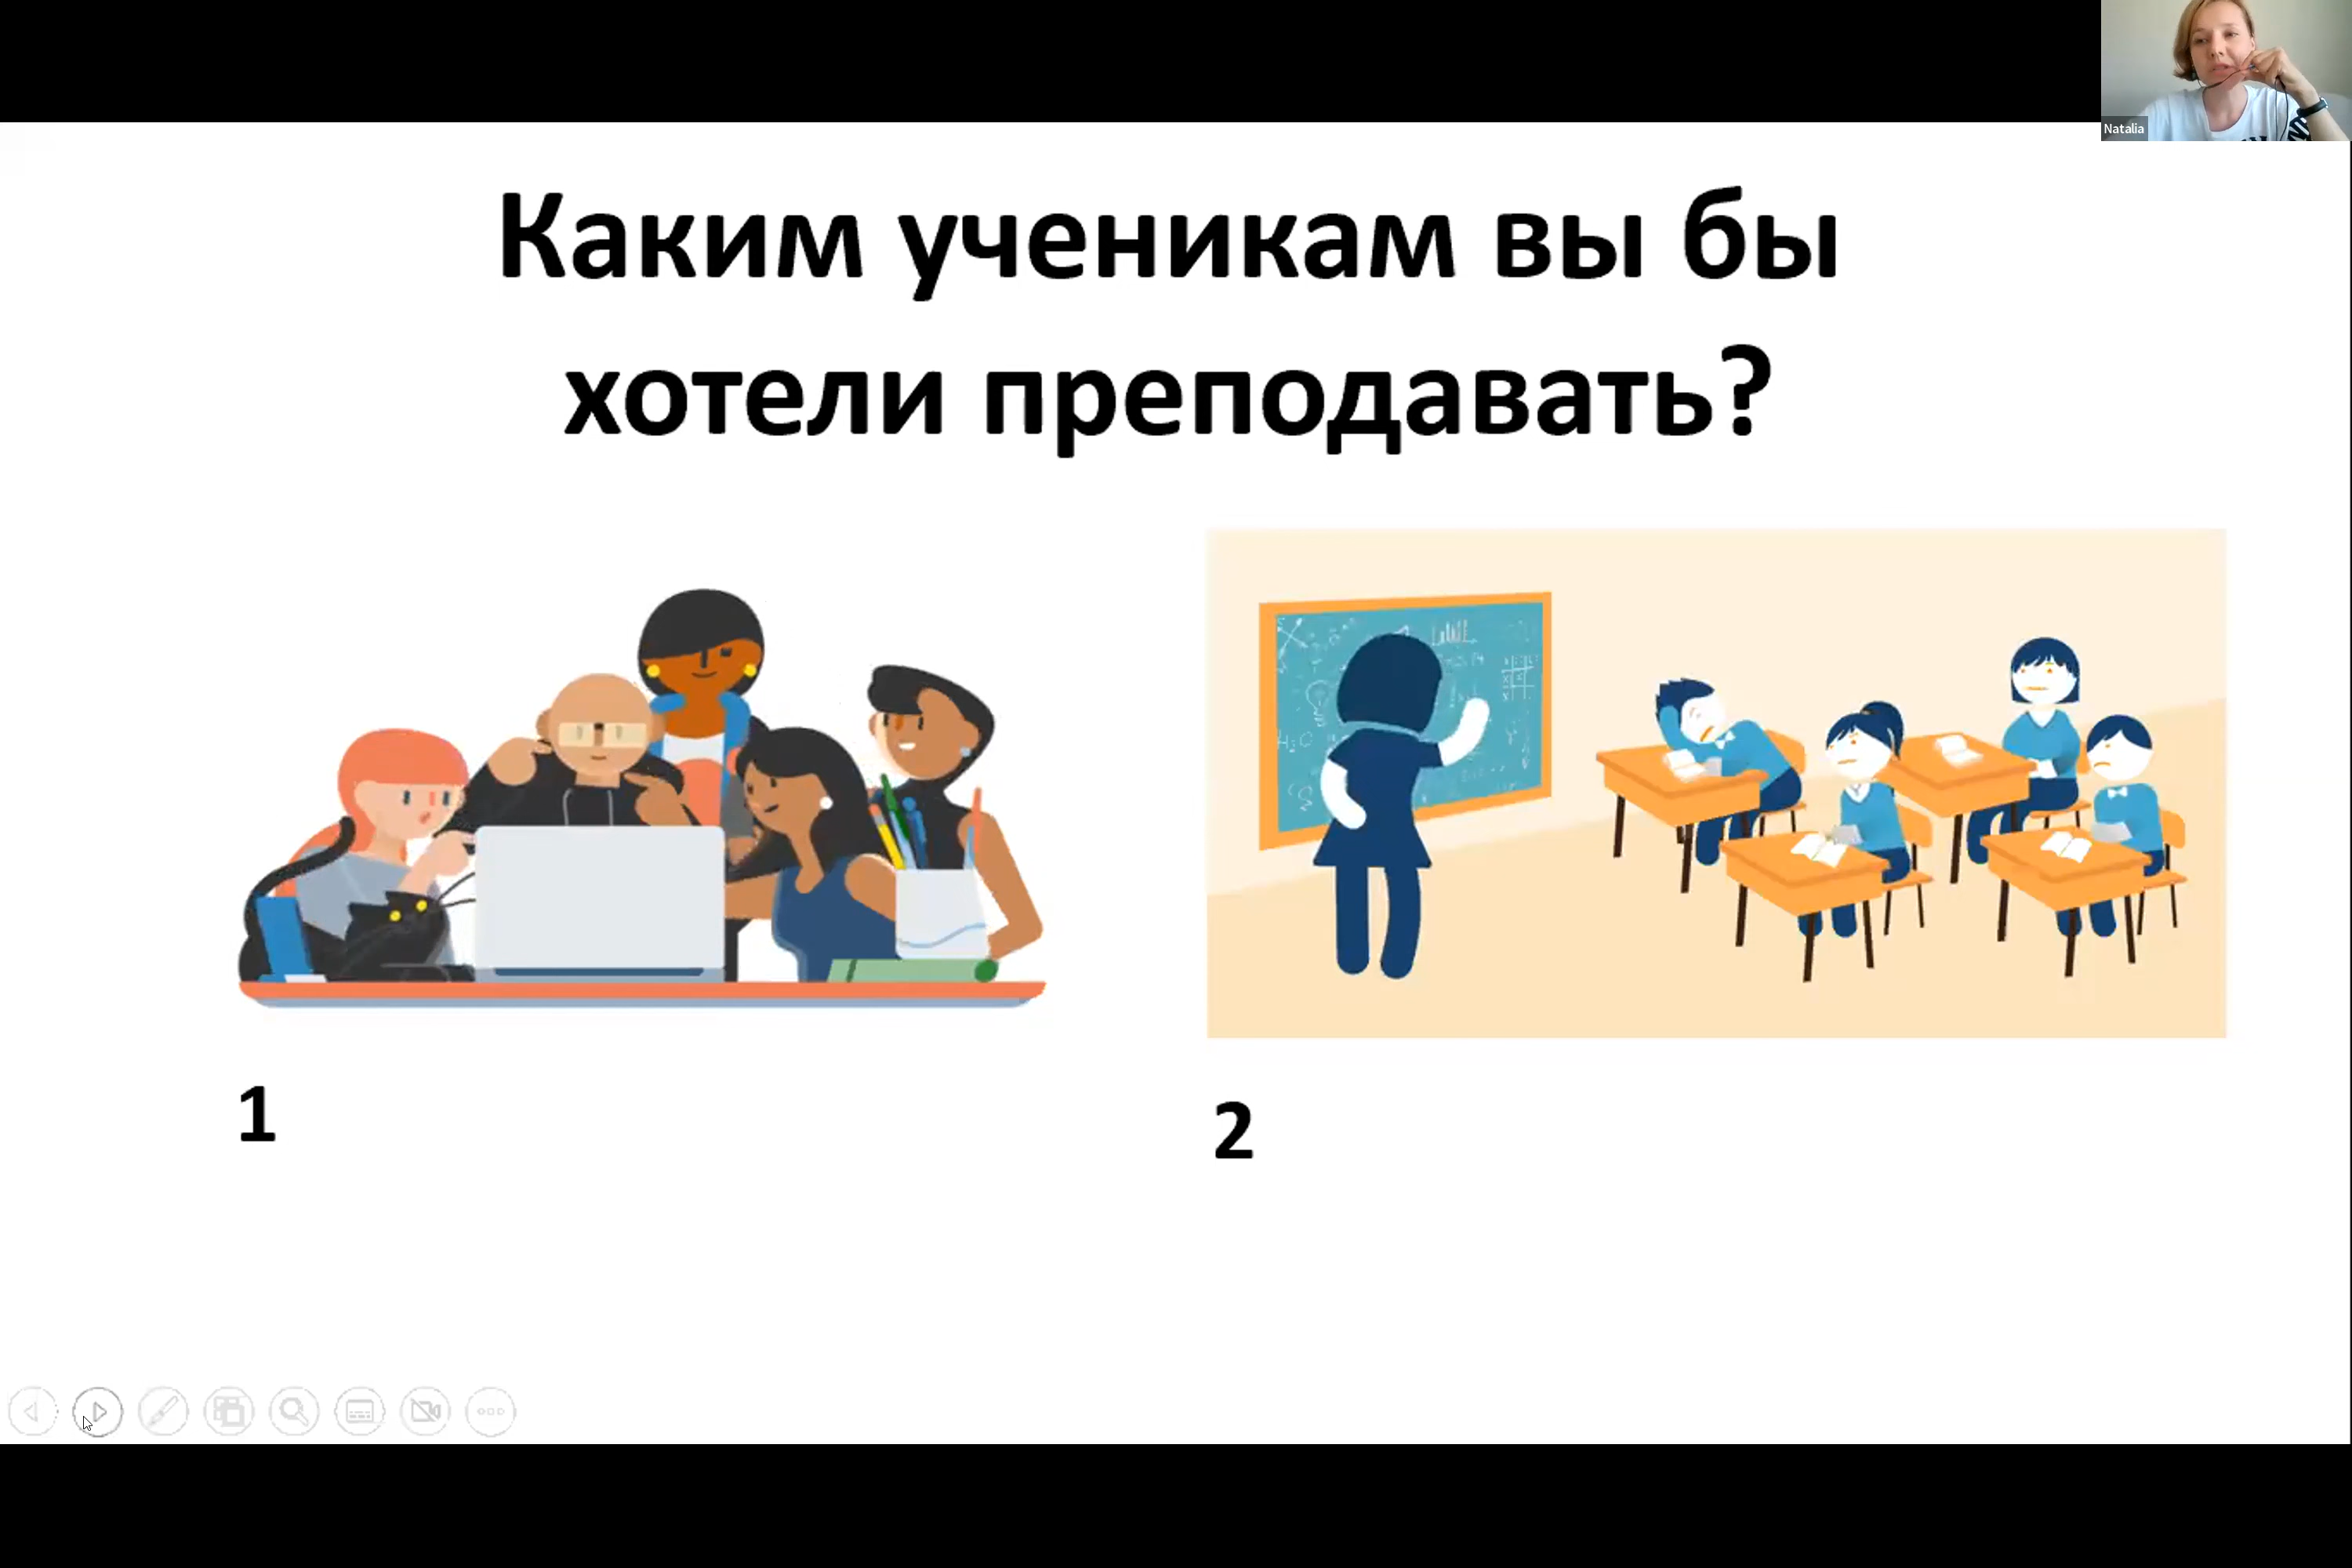 Natalia
Каким ученикам вы бы
хотели преподавать?
1
2